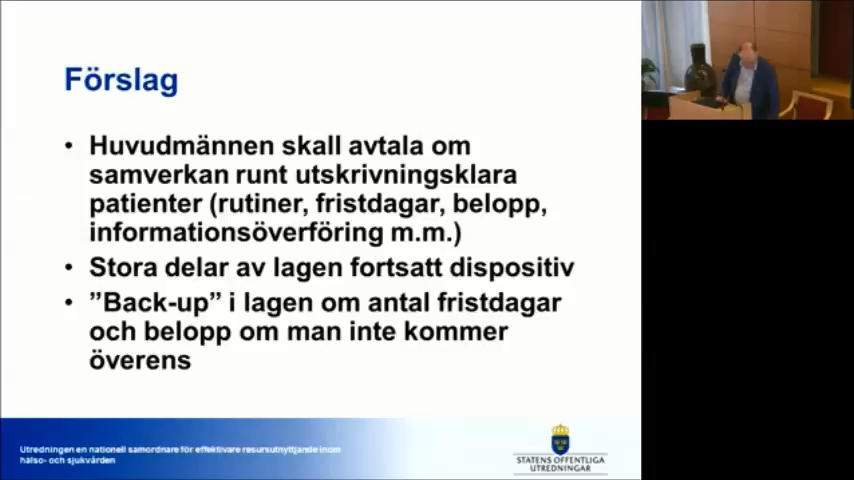 Förslag
• Huvudmännen skall avtala om
samverkan runt utskrivningsklara
patienter (rutiner, fristdagar, belopp,
informationsöverföring m.m.)
• Stora delar av lagen fortsatt dispositiv
• ”Back-up” i lagen om antal fristdagar
och belopp om man inte kommer
överens
Utredningen en nationell samordnare för effektivare resursutnyttjande inom
hälso- och sjukvården
STATENS OFFENTLIGA
UTREDNINGAR